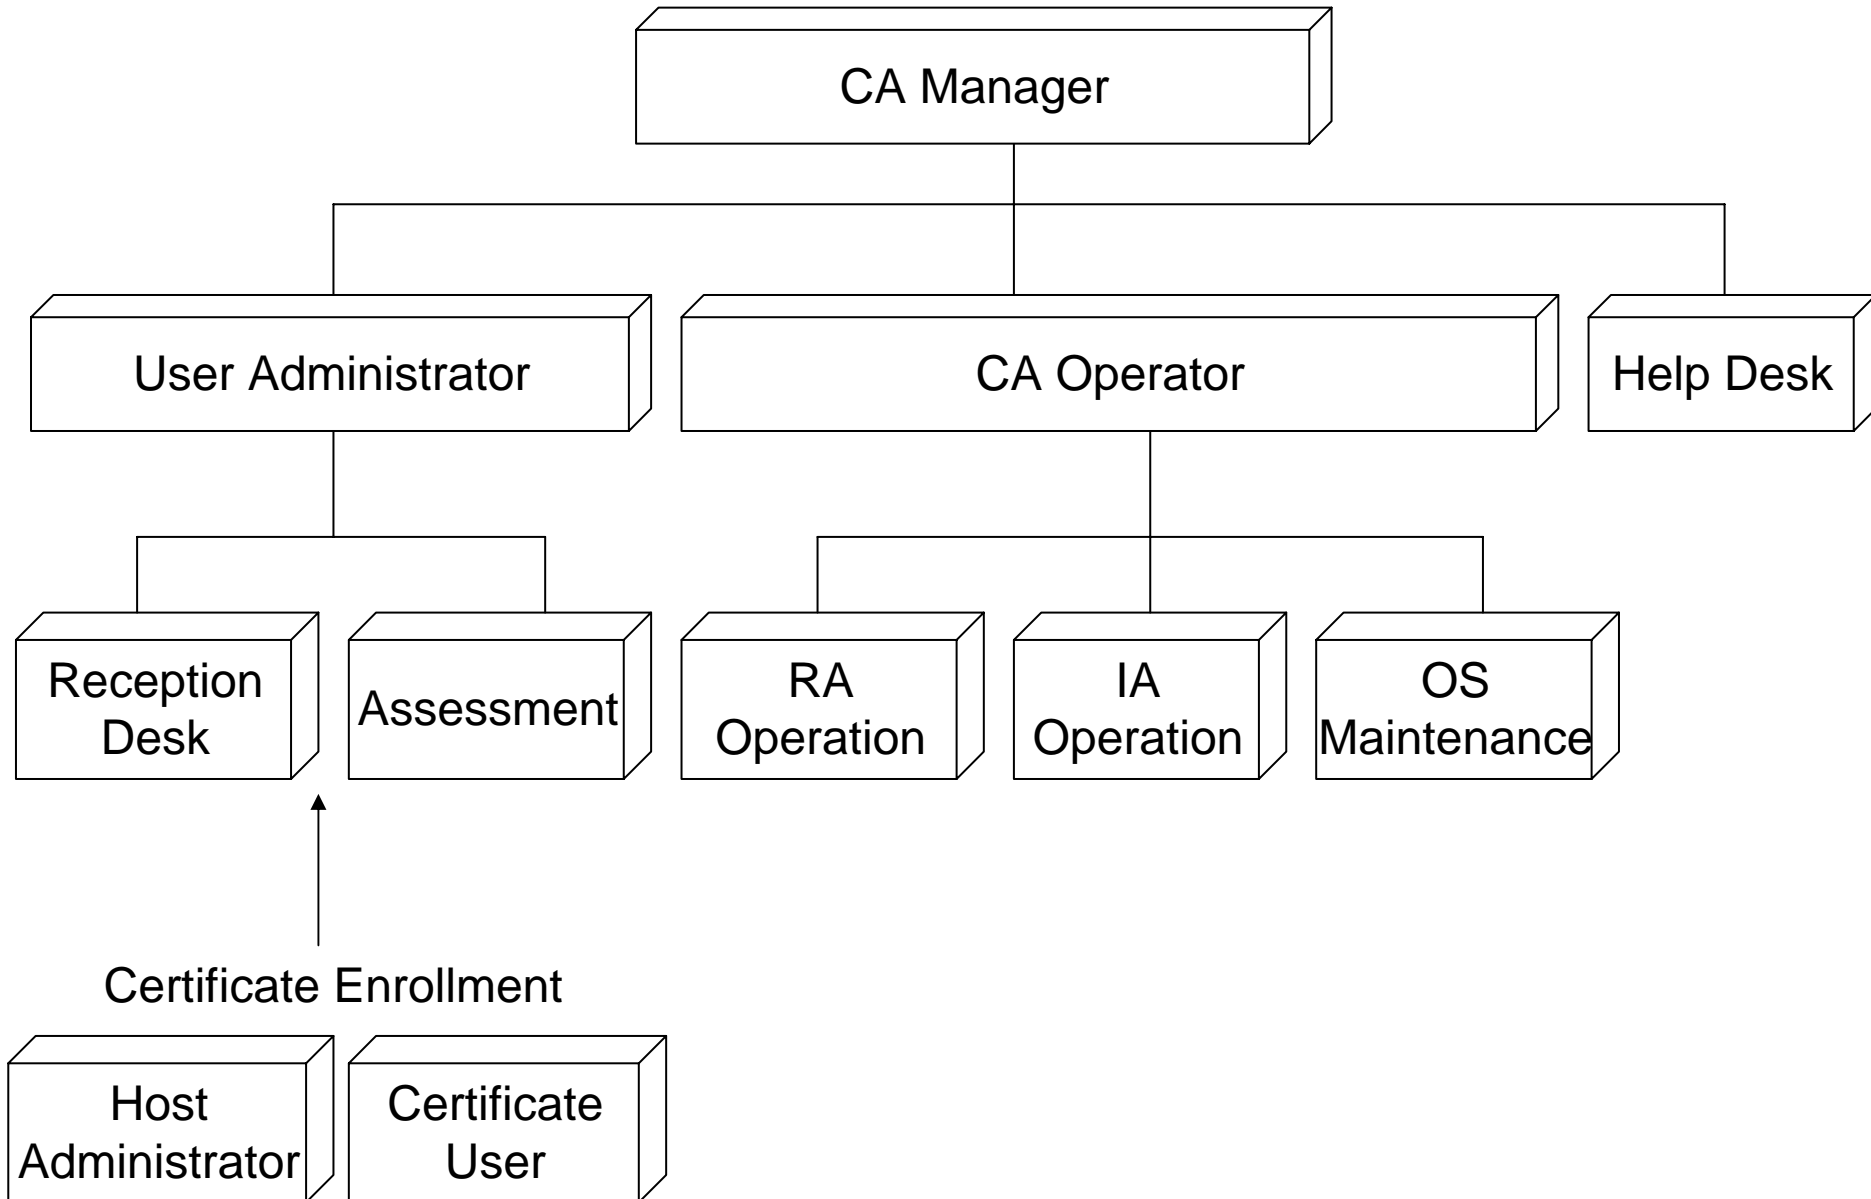 CA Manager
User Administrator
CA Operator
Help Desk
Reception
Desk
Assessment
RA
Operation
IA
Operation
OS
Maintenance
Certificate Enrollment
Host
Administrator
Certificate
User